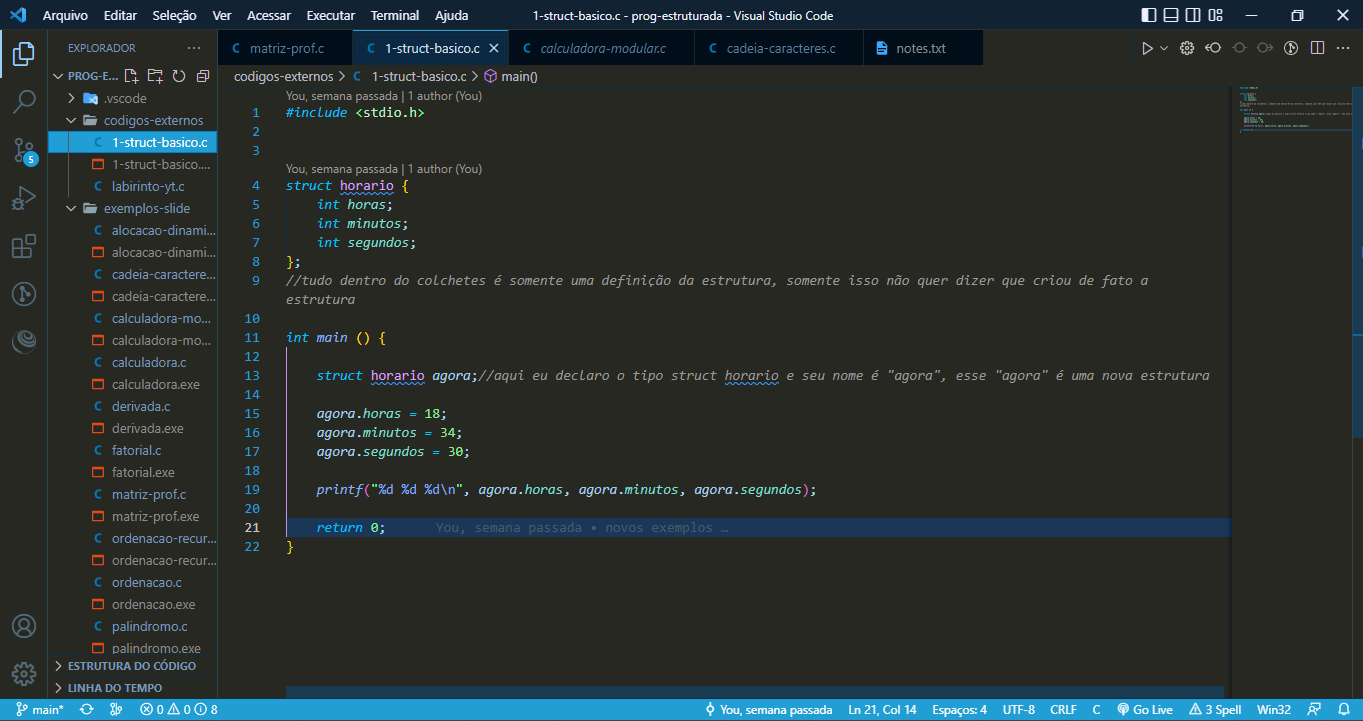 Arquivo Editar Seleção Ver Acessar Executar Terminal Ajuda 1-struct-basico.c - prog-estruturada - Visual Studio Code
EXPLORADOR ...
PROG-E...
.vscode
codigos-externos
1-struct-basico.c
1-struct-basico....
labirinto-yt.c
exemplos-slide
alocacao-dinami...
alocacao-dinami...
cadeia-caractere...
cadeia-caractere...
calculadora-mo...
calculadora-mo...
calculadora.c
calculadora.exe
derivada.c
derivada.exe
fatorial.c
fatorial.exe
matriz-prof.c
matriz-prof.exe
ordenacao-recur...
ordenacao-recur...
ordenacao.c
ordenacao.exe
palindromo.c
palindromo.exe
ESTRUTURA DO CÓDIGO
LINHA DO TEMPO
5
matriz-prof.c 1-struct-basico.c calculadora-modular.c cadeia-caracteres.c notes.txt
codigos-externos > C 1-struct-basico.c > main()
You, semana passada | 1 author (You)
1 #include <stdio.h>
2
3
You, semana passada | 1 author (You)
4 struct horario {
5 int horas;
6 int minutos;
7 int segundos;
8 };
9 //tudo dentro do colchetes é somente uma definição da estrutura, somente isso não quer dizer que criou de fato a
estrutura
10
11 int main () {
12
13 struct horario agora;//aqui eu declaro o tipo struct horario e seu nome é "agora", esse "agora" é uma nova estrutura
14
15 agora.horas = 18;
16 agora.minutos = 34;
17 agora.segundos = 30;
18
19 printf("%d %d %d\n", agora.horas, agora.minutos, agora.segundos);
20
21 return 0; You, semana passada • novos exemplos …
22 }
main* 0 0 8 You, semana passada Ln 21, Col 14 Espaços: 4 UTF-8 CRLF C Go Live 3 Spell Win32